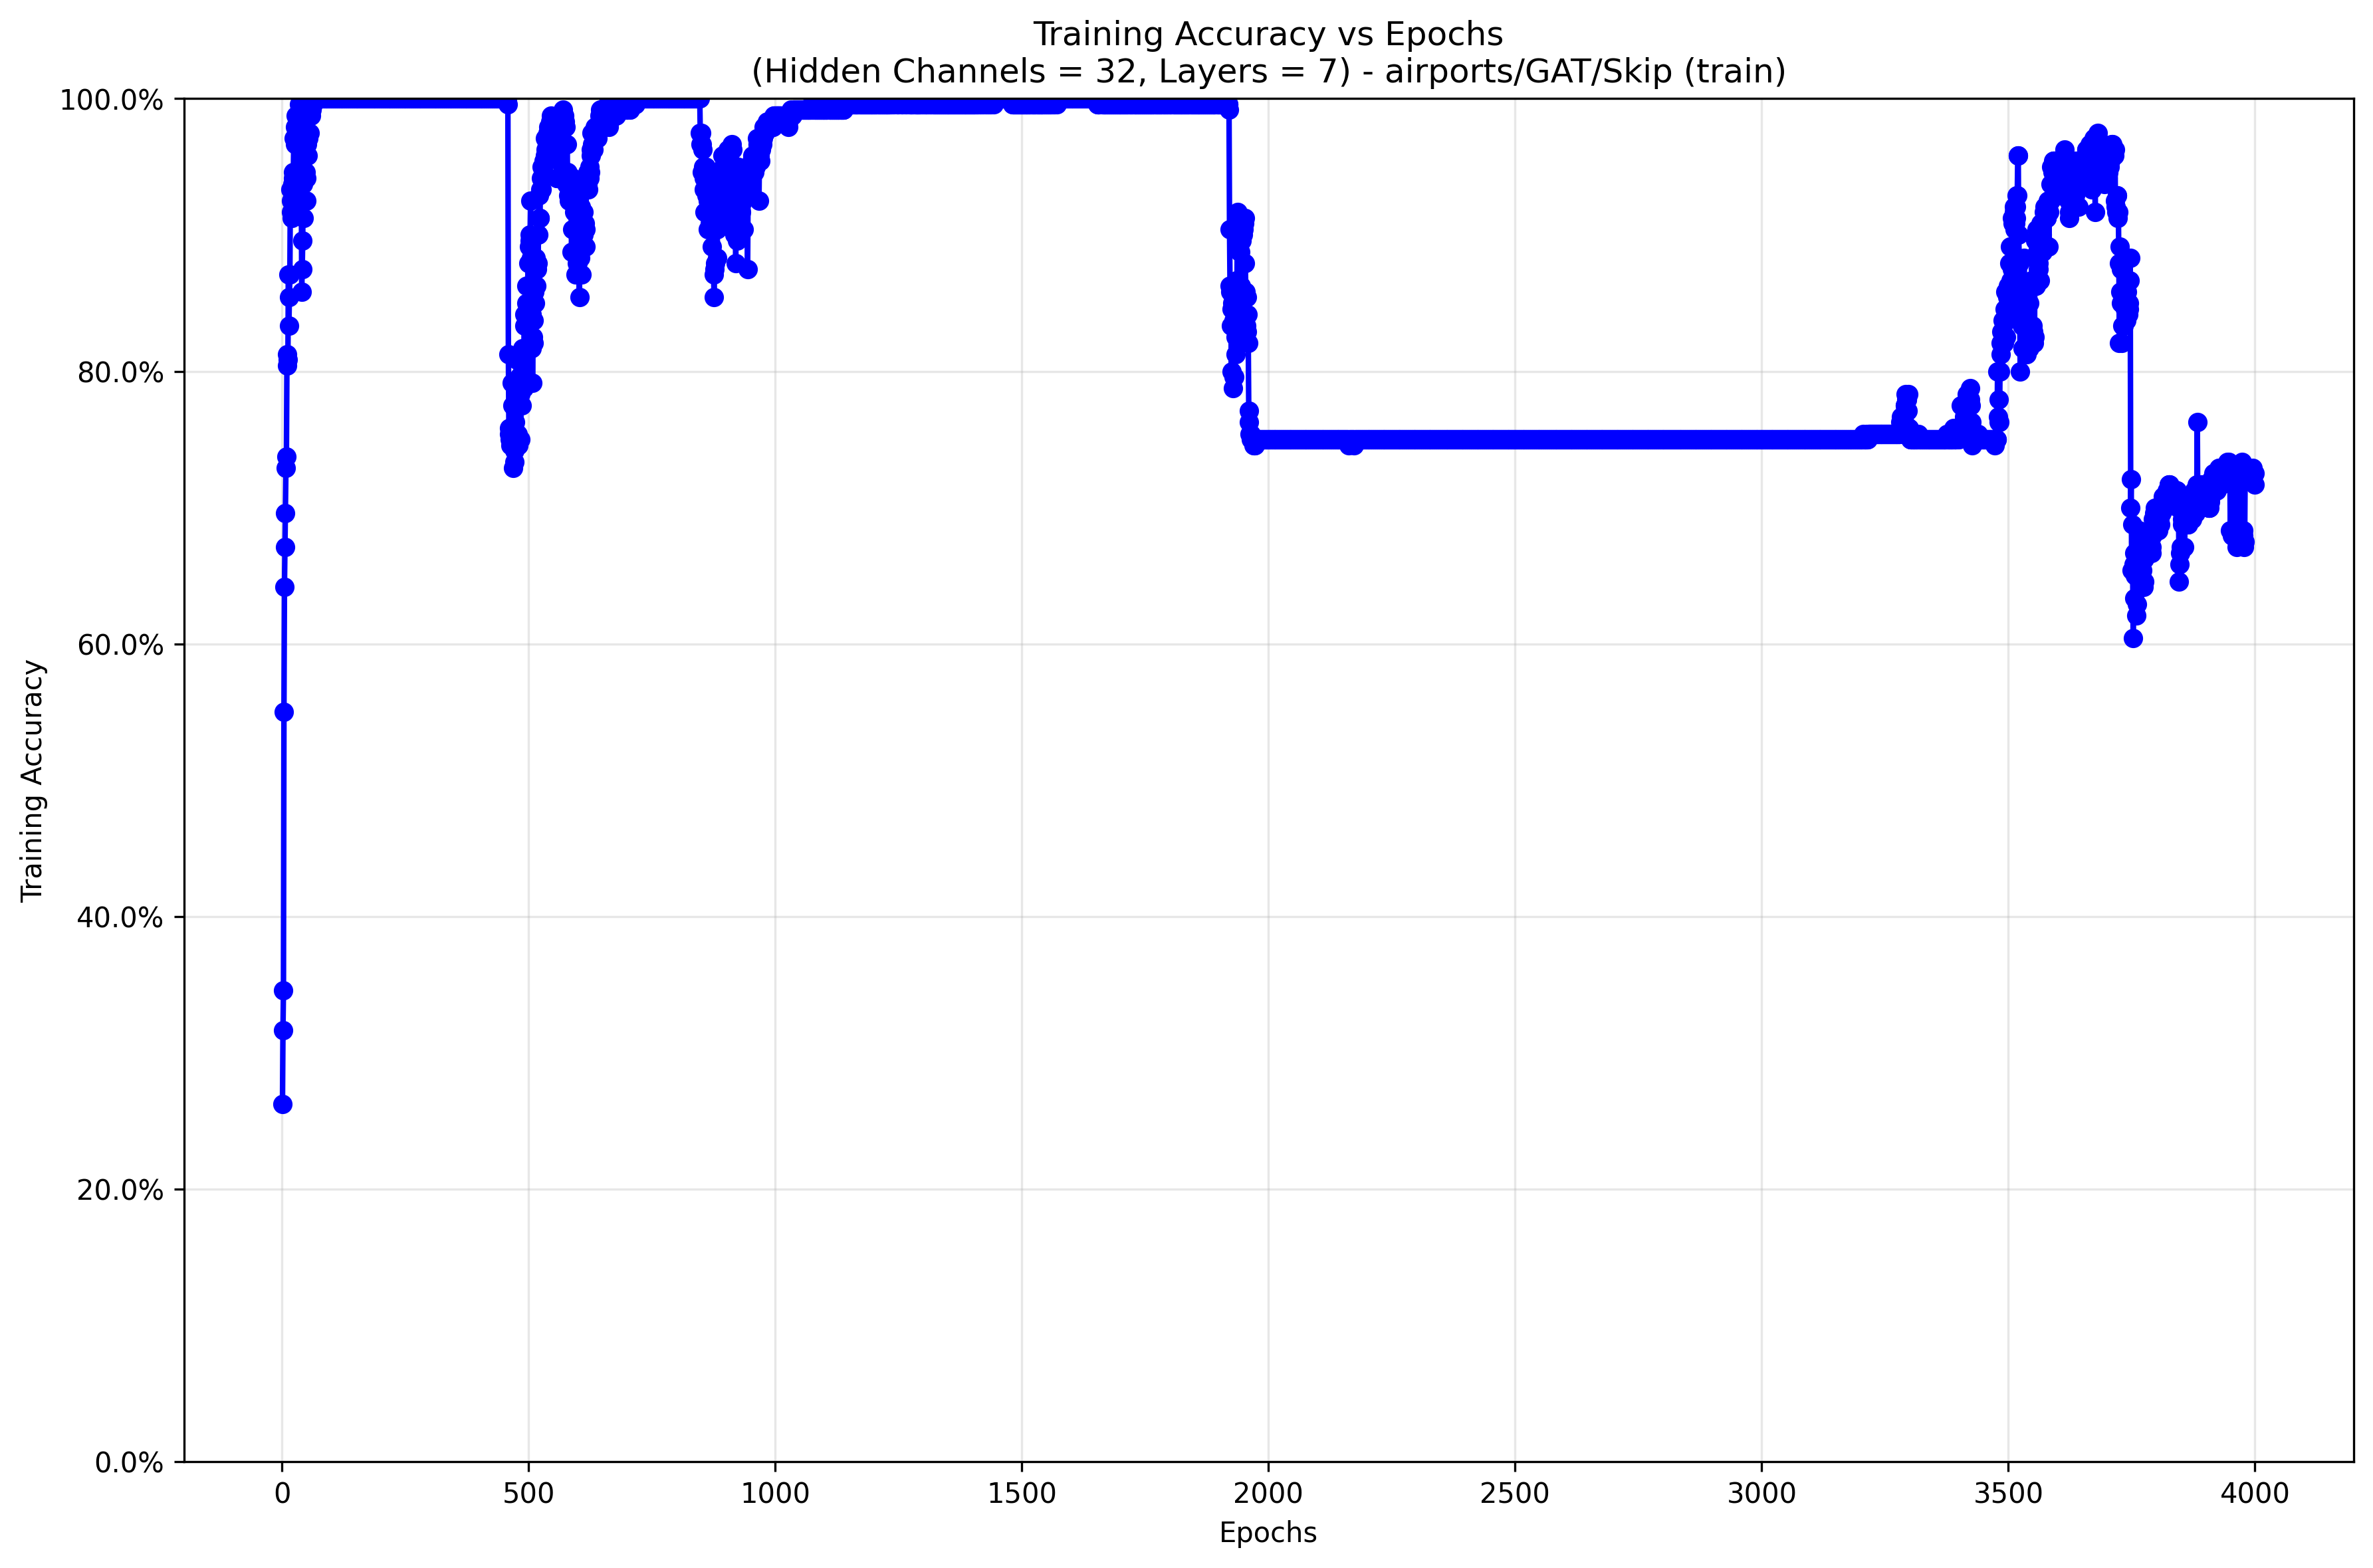 Training Accuracy vs Epochs
(Hidden Channels = 32, Layers = 7) - airports/GAT/Skip (train)
Training Accuracy
100.0%
80.0%
60.0%
40.0%
20.0%
0.0%
0 500 1000 1500 2000 2500 3000 3500 4000
Epochs